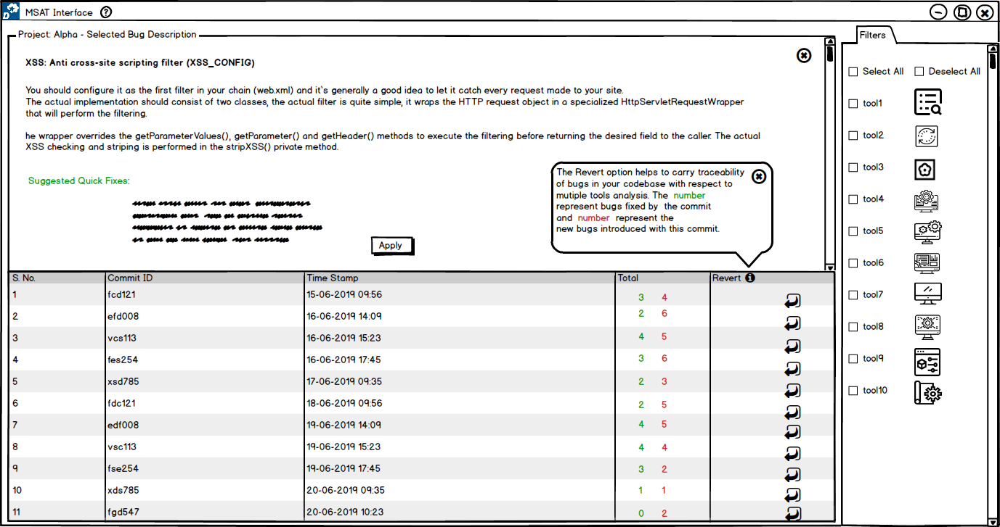 MSAT Interface ?
Project: Alpha - Selected Bug Description
XSS: Anti cross-site scripting filter (XSS_CONFIG)
You should configure it as the first filter in your chain (web.xml) and it`s generally a good idea to let it catch every request made to your site.
The actual implementation should consist of two classes, the actual filter is quite simple, it wraps the HTTP request object in a specialized HttpServletRequestWrapper
that will perform the filtering.
he wrapper overrides the getParameterValues(), getParameter() and getHeader() methods to execute the filtering before returning the desired field to the caller. The actual
XSS checking and striping is performed in the stripXSS() private method.
Suggested Quick Fixes:
Apply
The Revert option helps to carry traceability
of bugs in your codebase with respect to
mutiple tools analysis. The number
represent bugs fixed by the commit
and number represent the
new bugs introduced with this commit.
S. No. Commit ID Time Stamp Total Revert i
1 fcd121 15-06-2019 09:56 3 4
2 efd008 16-06-2019 14:09 2 6
3 vcs113 16-06-2019 15:23 4 5
4 fes254 16-06-2019 17:45 3 6
5 xsd785 17-06-2019 09:35 2 3
6 fdc121 18-06-2019 09:56 2 5
7 edf008 19-06-2019 14:09 4 5
8 vsc113 19-06-2019 15:23 4 4
9 fse254 19-06-2019 17:45 3 2
10 xds785 20-06-2019 09:35 1 1
11 fgd547 20-06-2019 10:23 0 2
Filters
Select All Deselect All
tool1
tool2
tool3
tool4
tool5
tool6
tool7
tool8
tool9
tool10